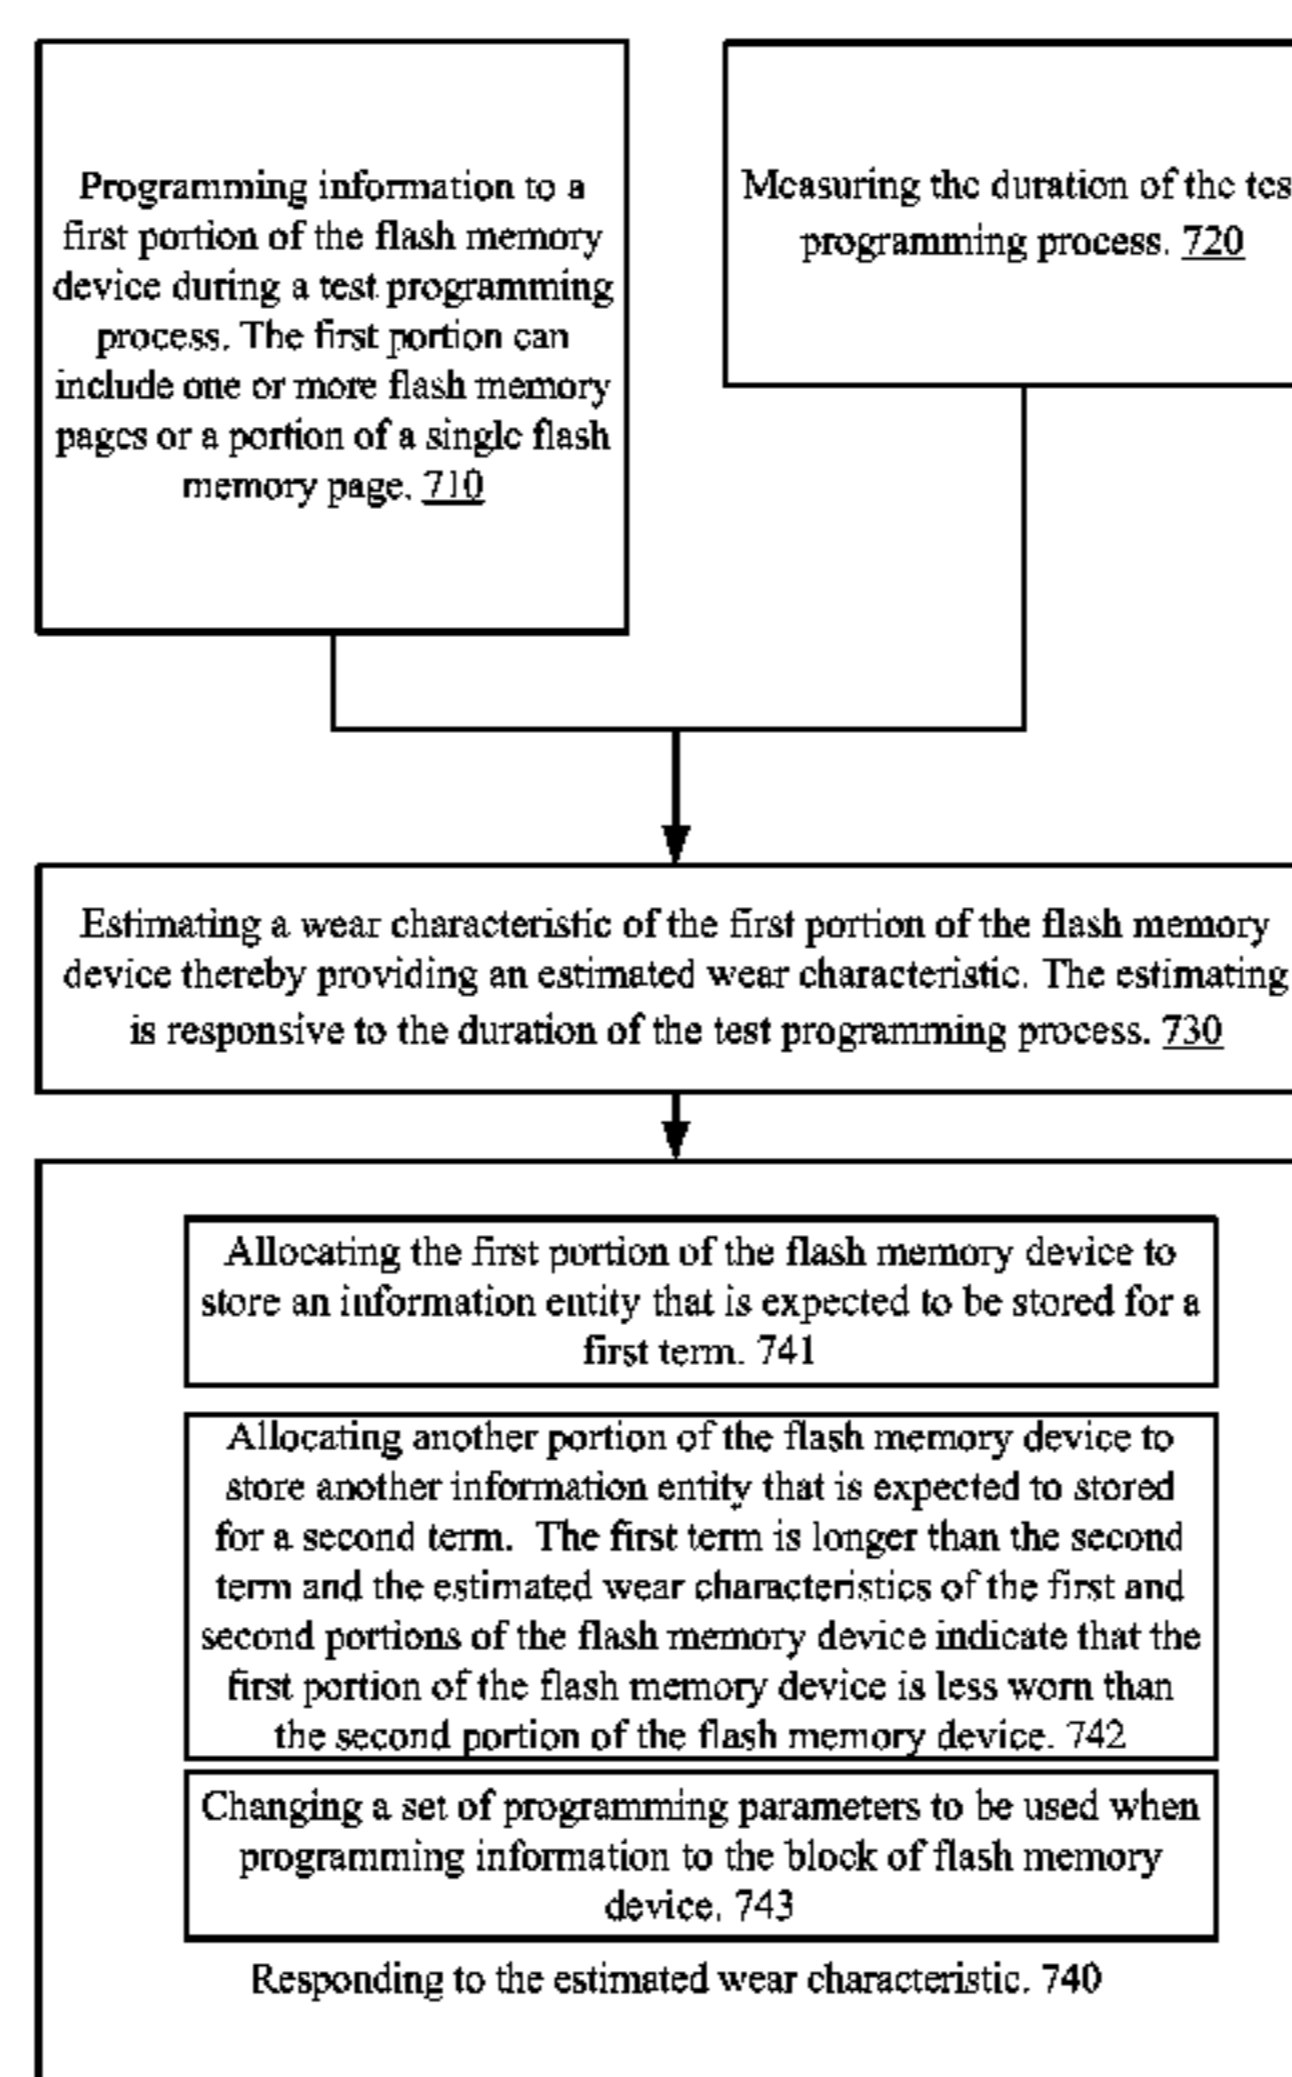 Programming information to a
first portion of the flash memory
device during a test programming
process. The first portion can
include one or more flash memory
pages or a portion of a single flash
memory page. 710
Measuring the duration of the tes
programming process. 720
Estimating a wear characteristic of the first portion of the flash memory
device thereby providing an estimated wear characteristic. The estimating
is responsive to the duration of the test programming process. 730
Allocating the first portion of the flash memory device to
store an information entity that is expected to be stored for a
first term. 741
Allocating another portion of the flash memory device to
store another information entity that is expected to stored
for a second term. The first term is longer than the second
term and the estimated wear characteristics of the first and
second portions of the flash memory device indicate that the
first portion of the flash memory device is less worn than
the second portion of the flash memory device. 742
Changing a set of programming parameters to be used when
programming information to the block of flash memory
device. 743
Responding to the estimated wear characteristic. 740